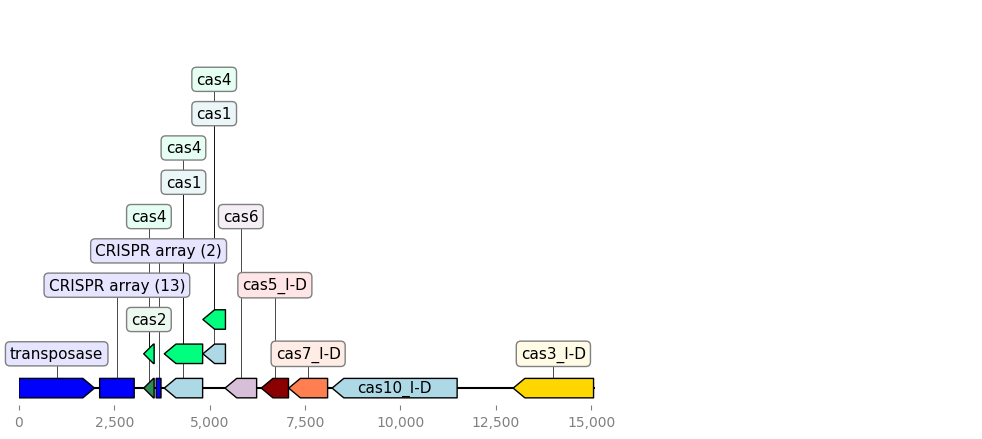 cas4
cas1
cas4
cas1
cas4
cas6
CRISPR array (2)
CRISPR array (13)
cas5_I-D
cas2
transposase
cas7_I-D
cas3_I-D
cas10_I-D
0
2,500
5,000
7,500
10,000
12,500
15,000